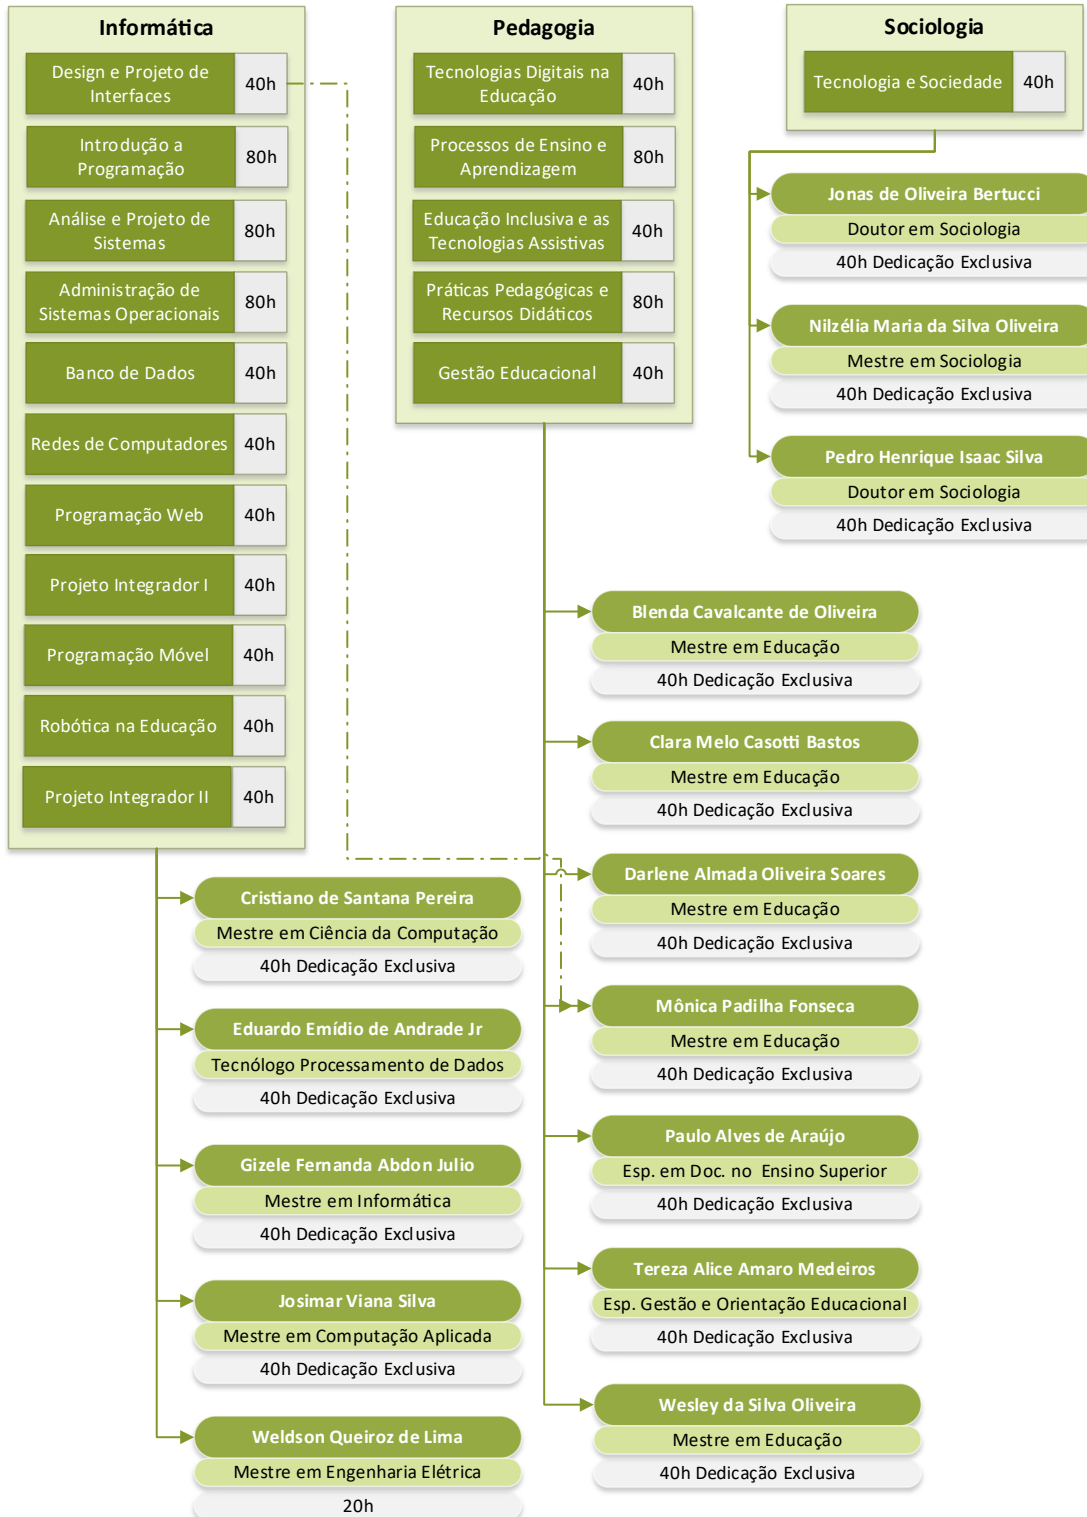 Informática
Design e Projeto de
Interfaces
40h
Introdução a
Programação
80h
Análise e Projeto de
Sistemas
80h
Administração de
Sistemas Operacionais
80h
Banco de Dados
40h
Redes de Computadores
40h
Programação Web
40h
Projeto Integrador I
40h
Programação Móvel
40h
Robótica na Educação
40h
Projeto Integrador II
40h
Cristiano de Santana Pereira
Mestre em Ciência da Computação
40h Dedicação Exclusiva
Eduardo Emídio de Andrade Jr
Tecnólogo Processamento de Dados
40h Dedicação Exclusiva
Gizele Fernanda Abdon Julio
Mestre em Informática
40h Dedicação Exclusiva
Josimar Viana Silva
Mestre em Computação Aplicada
40h Dedicação Exclusiva
Weldson Queiroz de Lima
Mestre em Engenharia Elétrica
20h
Pedagogia
Tecnologias Digitais na
Educação
40h
Processos de Ensino e
Aprendizagem
80h
Educação Inclusiva e as
Tecnologias Assistivas
40h
Práticas Pedagógicas e
Recursos Didáticos
80h
Gestão Educacional
40h
Blenda Cavalcante de Oliveira
Mestre em Educação
40h Dedicação Exclusiva
Clara Melo Casotti Bastos
Mestre em Educação
40h Dedicação Exclusiva
Darlene Almada Oliveira Soares
Mestre em Educação
40h Dedicação Exclusiva
Mônica Padilha Fonseca
Mestre em Educação
40h Dedicação Exclusiva
Paulo Alves de Araújo
Esp. em Doc. no Ensino Superior
40h Dedicação Exclusiva
Tereza Alice Amaro Medeiros
Esp. Gestão e Orientação Educacional
40h Dedicação Exclusiva
Wesley da Silva Oliveira
Mestre em Educação
40h Dedicação Exclusiva
Sociologia
Tecnologia e Sociedade
40h
Jonas de Oliveira Bertucci
Doutor em Sociologia
40h Dedicação Exclusiva
Nilzélia Maria da Silva Oliveira
Mestre em Sociologia
40h Dedicação Exclusiva
Pedro Henrique Isaac Silva
Doutor em Sociologia
40h Dedicação Exclusiva